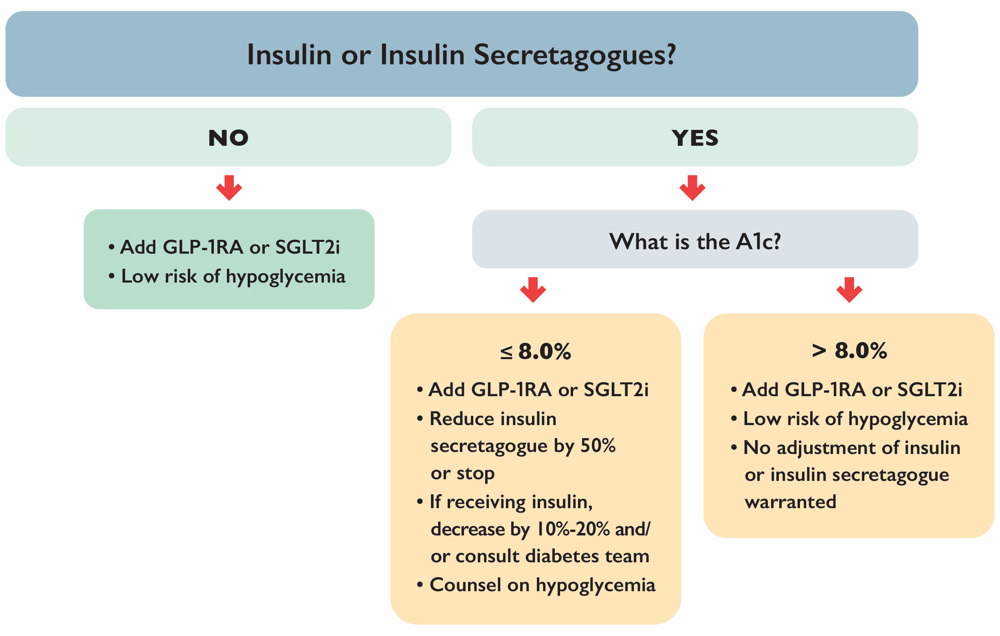 Insulin or Insulin Secretagogues?
NO
YES
• Add GLP-1RA or SGLT2i
• Low risk of hypoglycemia
What is the A1c?
≤ 8.0%
• Add GLP-1RA or SGLT2i
• Reduce insulin
secretagogue by 50%
or stop
• If receiving insulin,
decrease by 10%-20% and/
or consult diabetes team
• Counsel on hypoglycemia
> 8.0%
• Add GLP-1RA or SGLT2i
• Low risk of hypoglycemia
• No adjustment of insulin
or insulin secretagogue
warranted